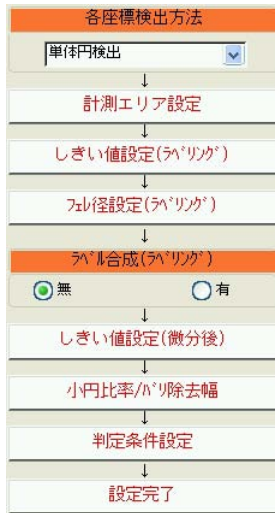 各座標検出方法
単体円検出
↓
計測エリア設定
↓
しきい値設定(ﾗﾍﾞﾘﾝｸﾞ)
↓
ﾌｪﾚ径設定(ﾗﾍﾞﾘﾝｸﾞ)
↓
ﾗﾍﾞﾙ合成(ﾗﾍﾞﾘﾝｸﾞ)
無 有
↓
しきい値設定(微分後)
↓
小円比率/ﾊﾞﾘ除去幅
↓
判定条件設定
↓
設定完了